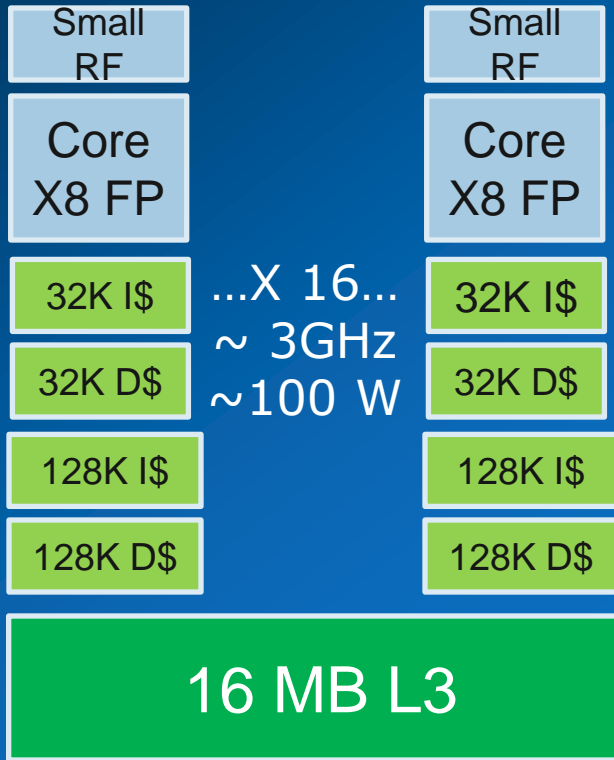 Small
RF
Core
X8 FP
32K I$
32K D$
128K I$
128K D$
...X 16...
~ 3GHz
~100 W
Small
RF
Core
X8 FP
32K I$
32K D$
128K I$
128K D$
16 MB L3